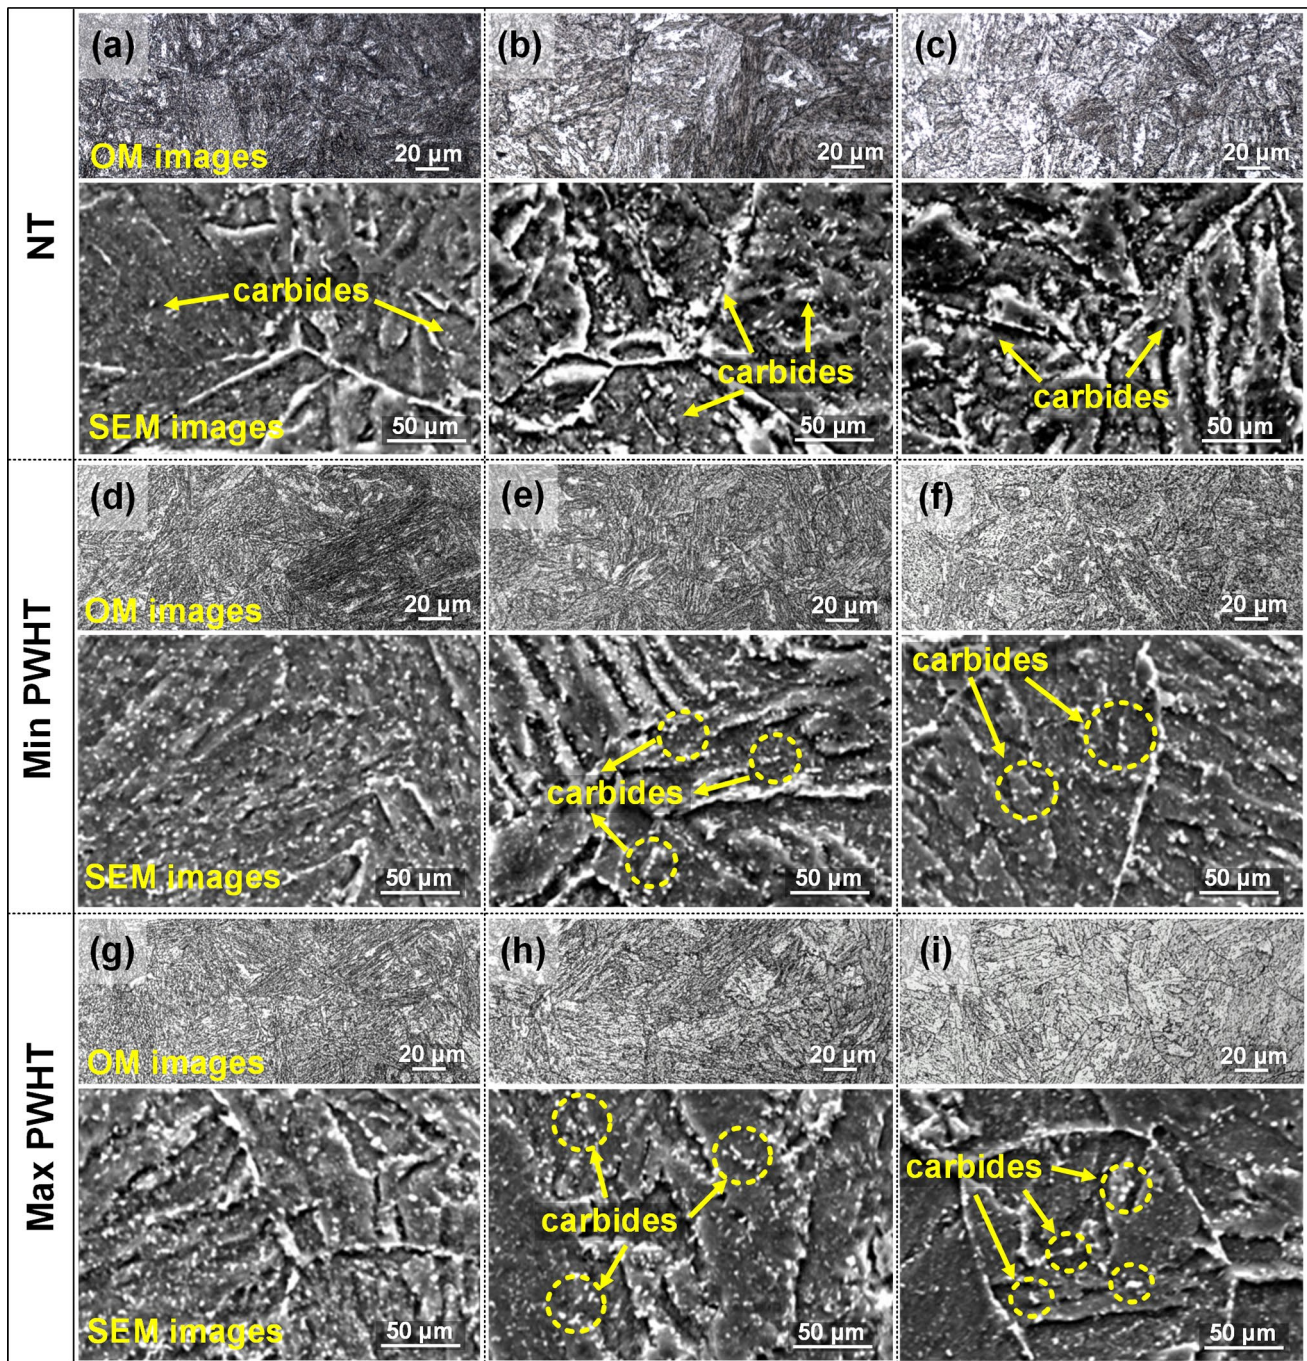 NT
(a)
OM images
20 µm
(b)
20 µm
(c)
20 µm
carbides
SEM images
50 µm
carbides
50 µm
carbides
50 µm
Min PWHT
(d)
OM images
20 µm
(e)
20 µm
(f)
20 µm
SEM images
50 µm
carbides
50 µm
carbides
50 µm
Max PWHT
(g)
OM images
20 µm
(h)
20 µm
(i)
20 µm
SEM images
50 µm
carbides
50 µm
carbides
50 µm